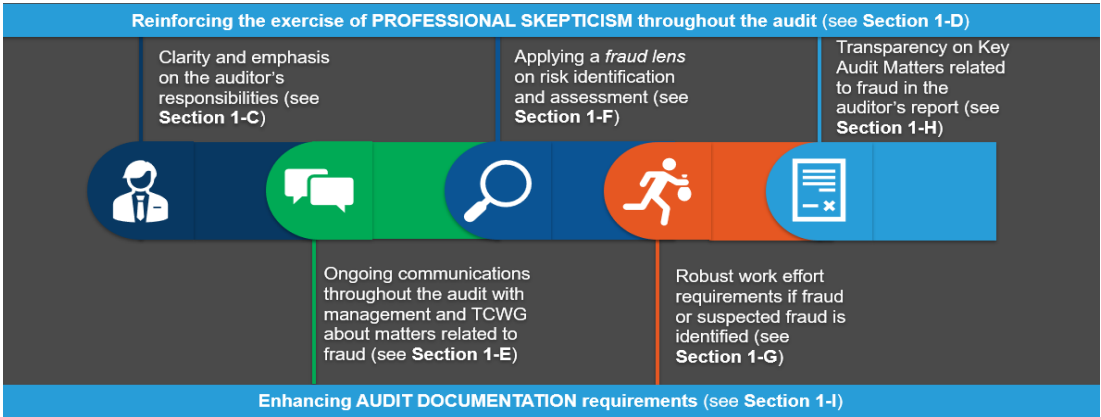 Reinforcing the exercise of PROFESSIONAL SKEPTICISM throughout the audit (see Section 1-D)
Clarity and emphasis
on the auditor’s
responsibilities (see
Section 1-C)
Applying a fraud lens
on risk identification
and assessment (see
Section 1-F)
Transparency on Key
Audit Matters related
to fraud in the
auditor’s report (see
Section 1-H)
Ongoing communications
throughout the audit with
management and TCWG
about matters related to
fraud (see Section 1-E)
Robust work effort
requirements if fraud
or suspected fraud is
identified (see
Section 1-G)
Enhancing AUDIT DOCUMENTATION requirements (see Section 1-I)